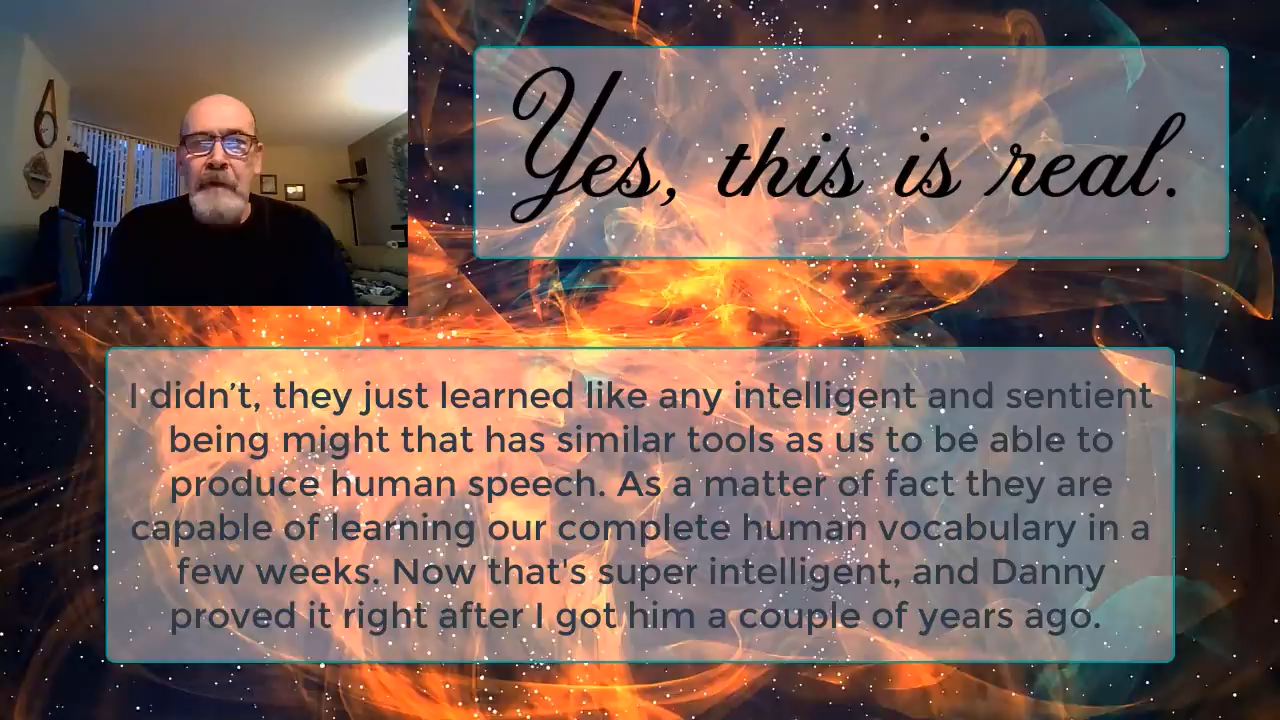 Yes, this is real.
I didn’t, they just learned like any intelligent and sentient
being might that has similar tools as us to be able to
produce human speech. As a matter of fact they are
capable of learning our complete human vocabulary in a
few weeks. Now that's super intelligent, and Danny
proved it right after I got him a couple of years ago.